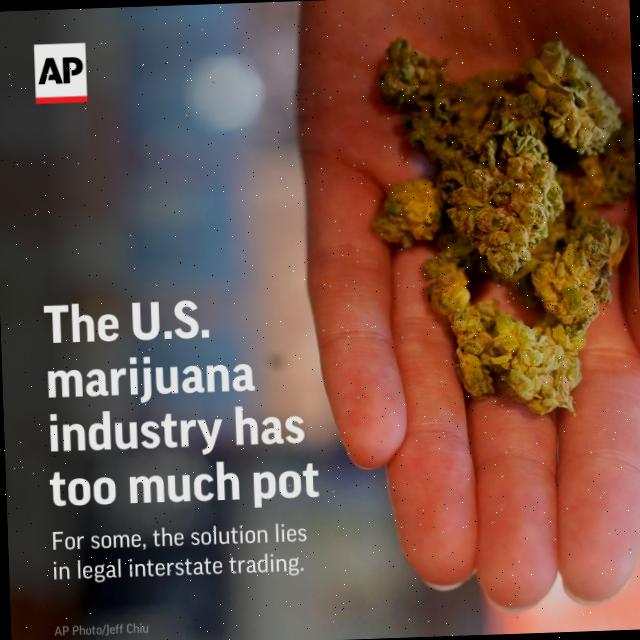 AP
The U.S.
marijuana
industry has
too much pot
For some, the solution lies
in legal interstate trading.
AP Photo/Jeff Chiu